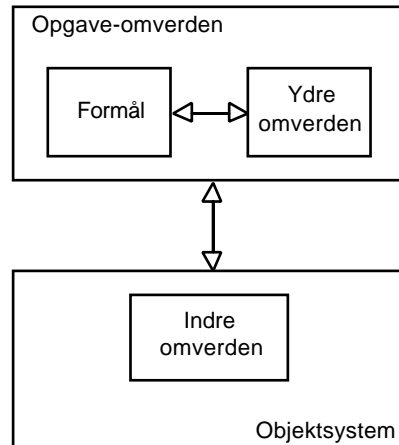 Opgave-omverden
Formål
Ydre
omverden
Indre
omverden
Objektsystem